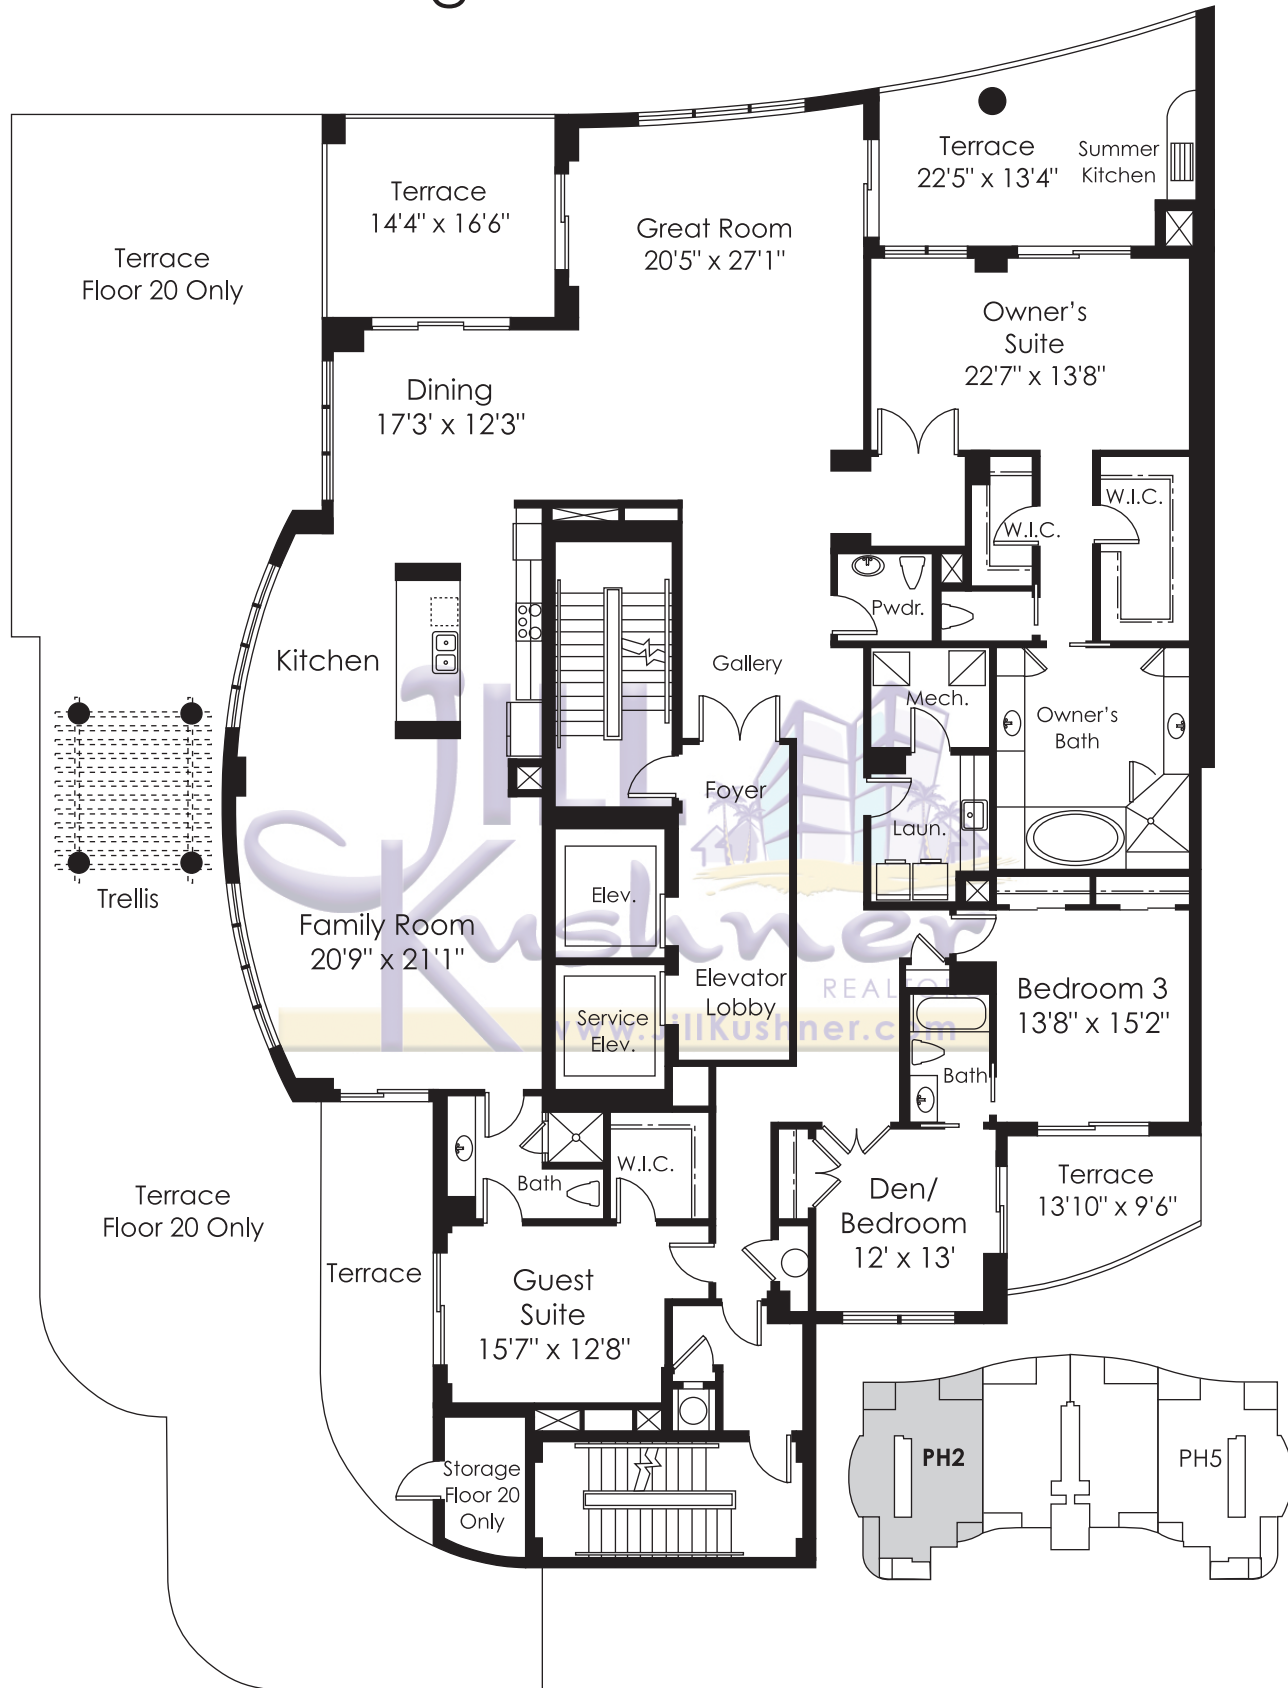 Terrace
22'5" x 13'4"
Summer
Kitchen
Terrace
14'4" x 16'6"
Great Room
20'5" x 27'1"
Terrace
Floor 20 Only
Owner's
Suite
22'7" x 13'8"
Dining
17'3' x 12'3"
W.I.C.
W.I.C.
Pwdr.
Kitchen
Gallery
Mech.
Owner's
Bath
Foyer
Laun.
Trellis
Elev.
Family Room
20'9" x 21'1"
Elevator
Lobby
Service
Elev.
Bedroom 3
13'8" x 15'2"
Bath
JILL
Kushner
REALTOR
www.JillKushner.com
W.I.C.
Bath
Terrace
13'10" x 9'6"
Den/
Bedroom
12' x 13'
Terrace
Floor 20 Only
Terrace
Guest
Suite
15'7" x 12'8"
Storage
Floor 20
Only
PH2
PH5